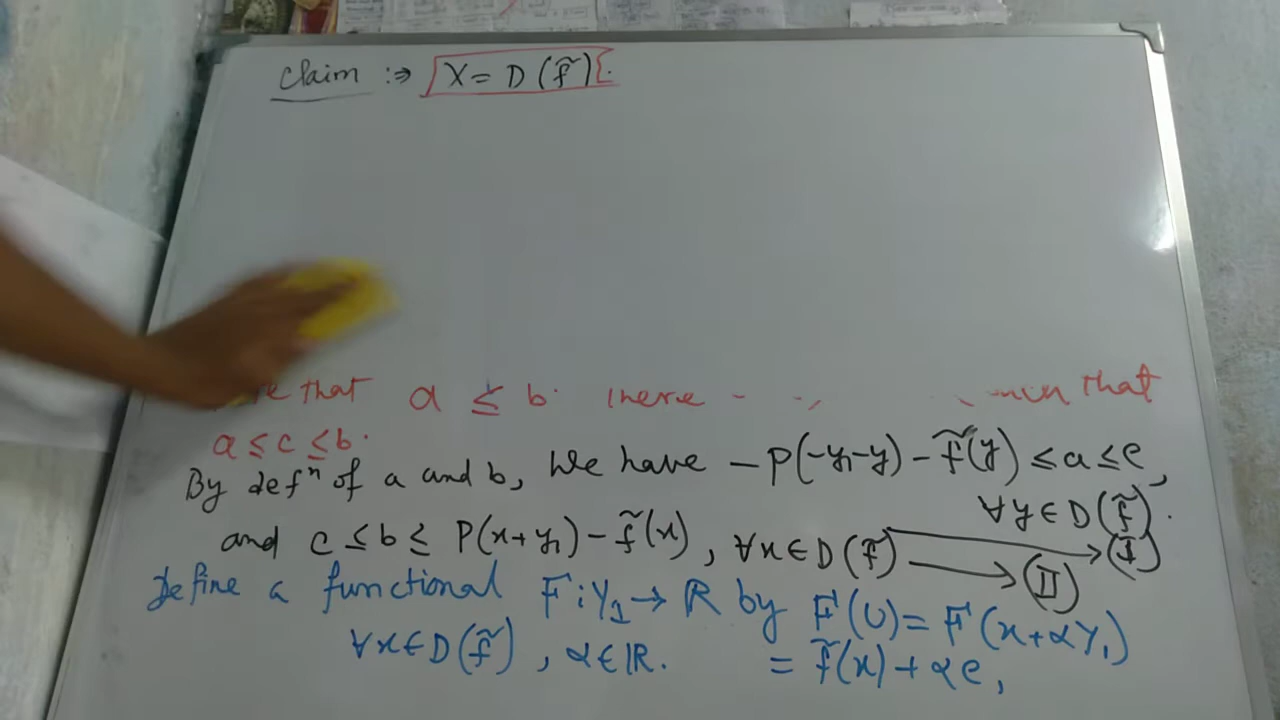 Claim :⇒ X = D(f̃).
that a ≤ b. there that
a ≤ c ≤ b.
By defⁿ of a and b, We have −P(−y₁−y) − f̃(y) ≤ a ≤ c,
∀y ∈ D(f̃).
and c ≤ b ≤ P(x+y₁) − f̃(x), ∀x ∈ D(f̃) → (I)
→ (II)
Define a functional F: Y₁ → ℝ by F(U) = F(x+αy₁)
∀x ∈ D(f̃), α ∈ ℝ. = f̃(x) + αc,